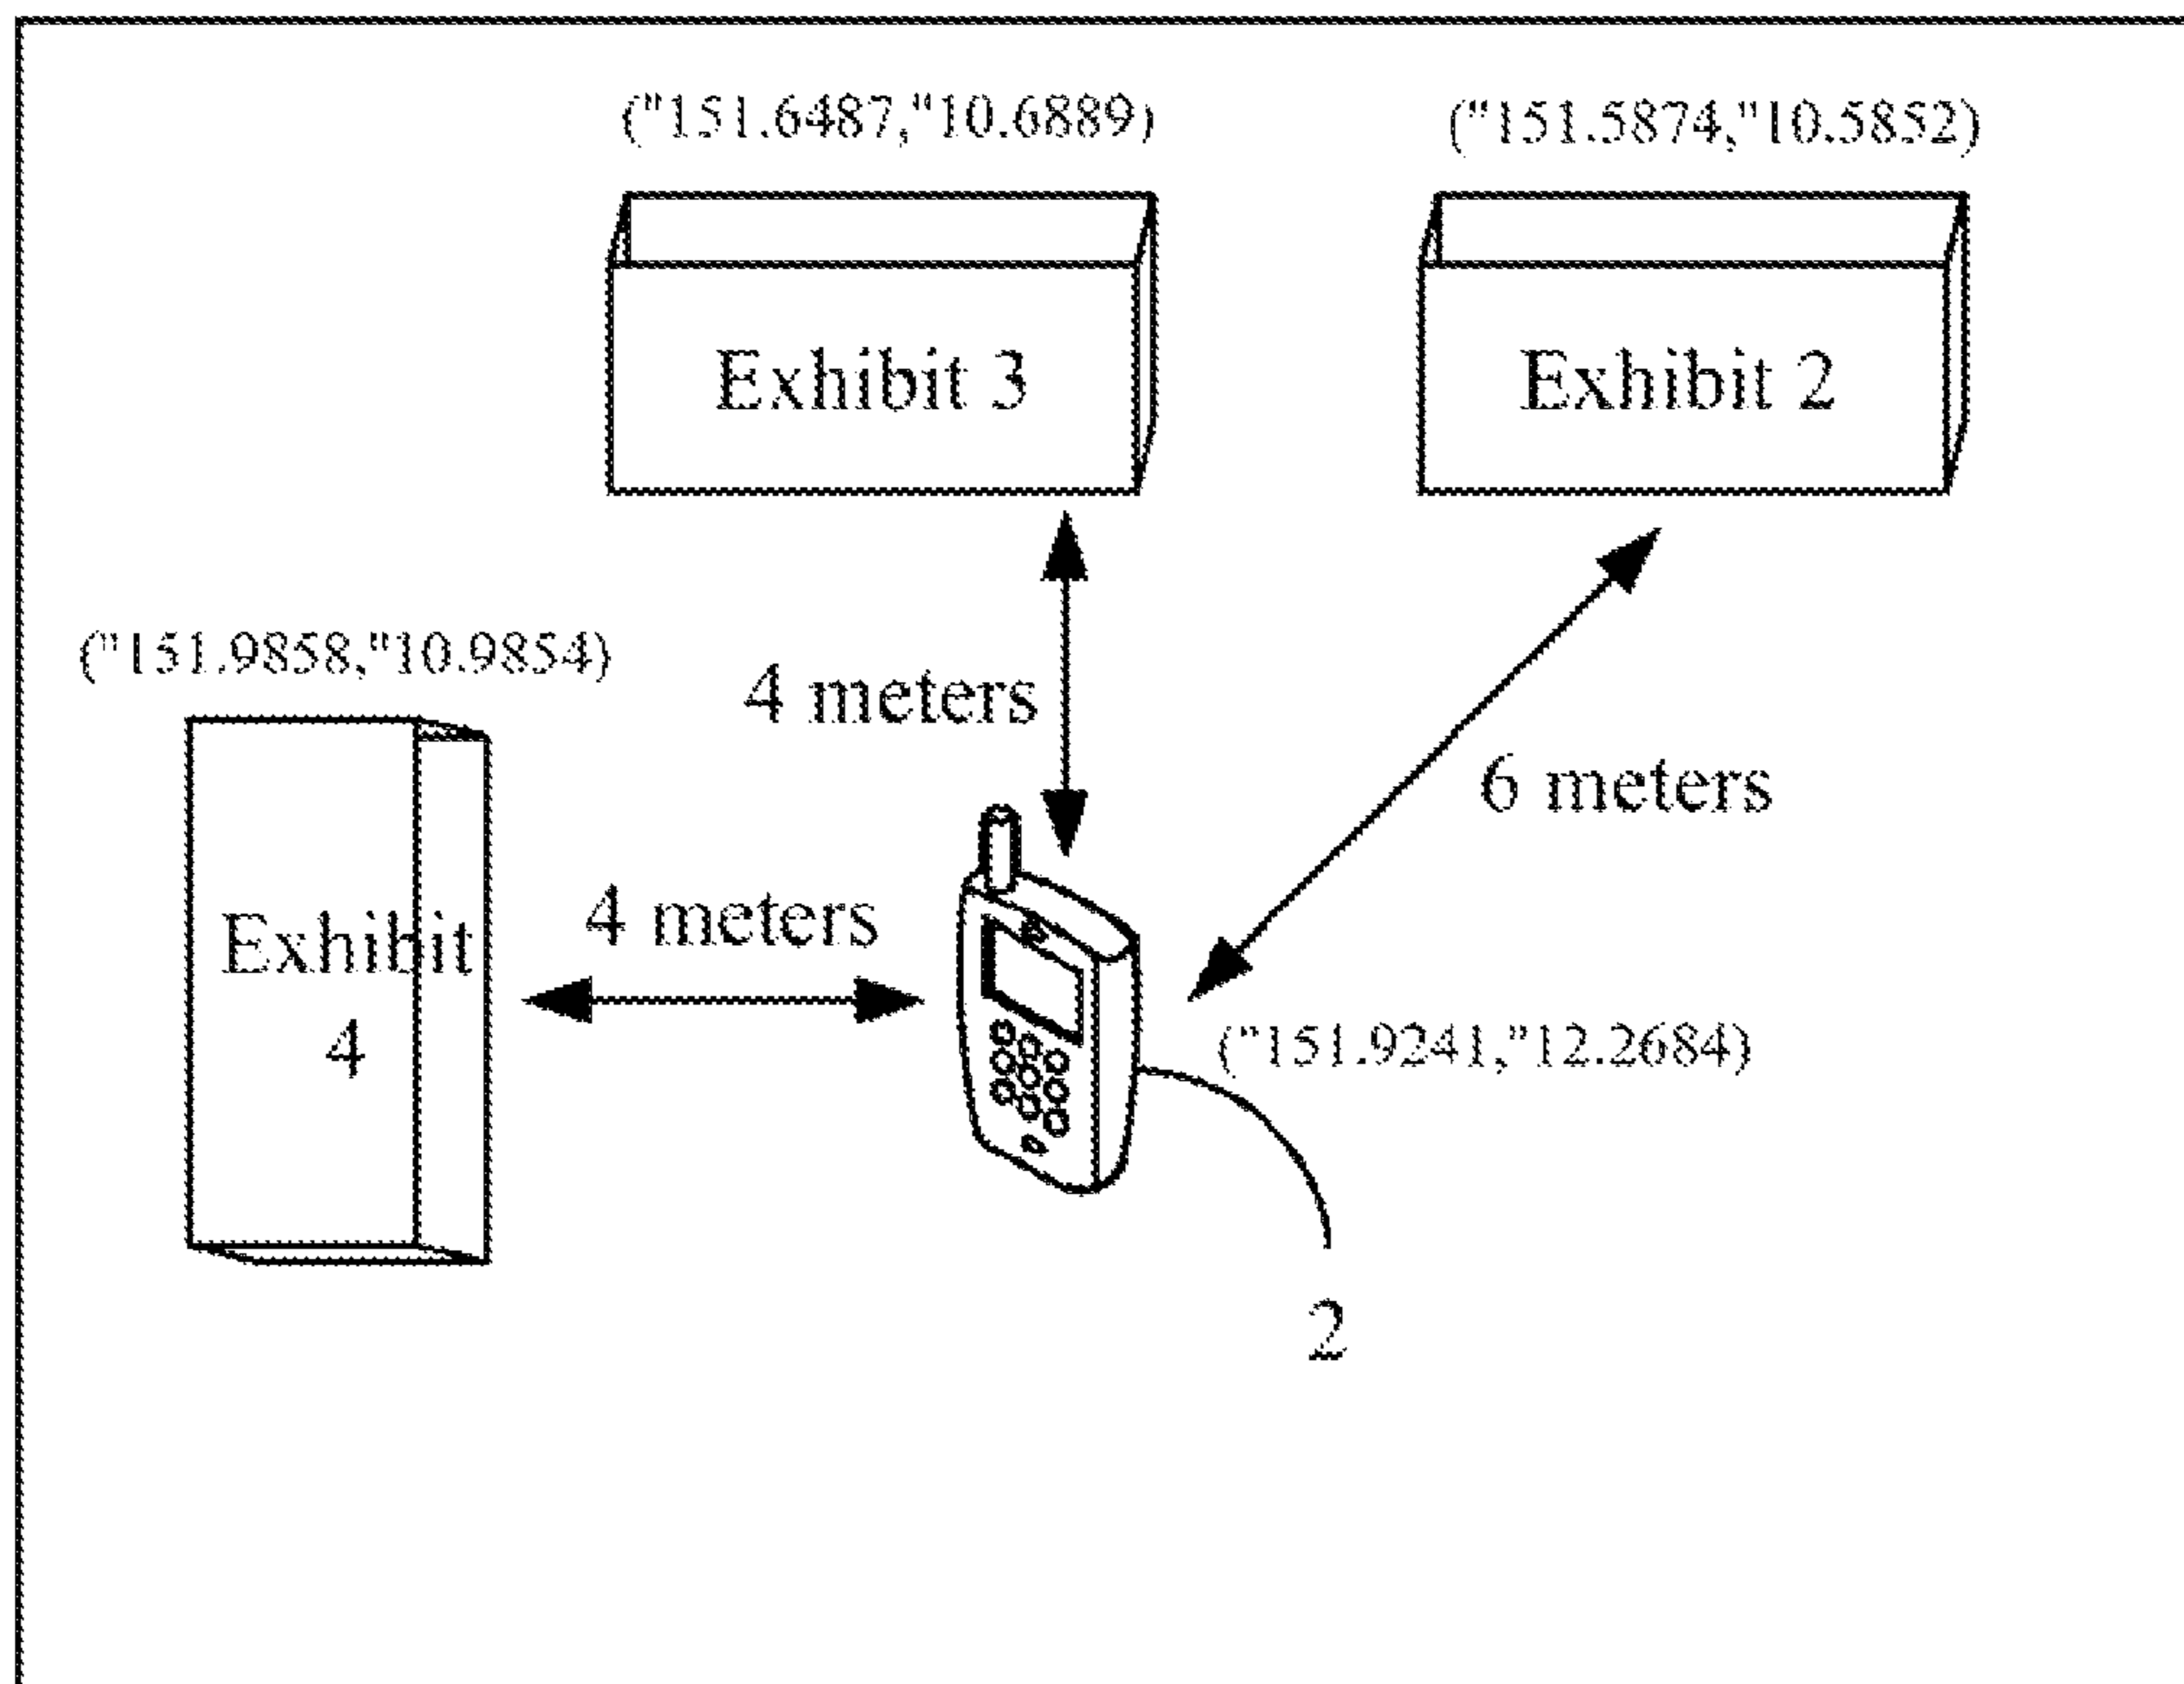 ("151.6487,"10.6889)
("151.5874,"10.5852)
Exhibit 3
Exhibit 2
("151.9858,"10.9854)
4 meters
6 meters
Exhibit
4
4 meters
("151.9241,"12.2684)
2